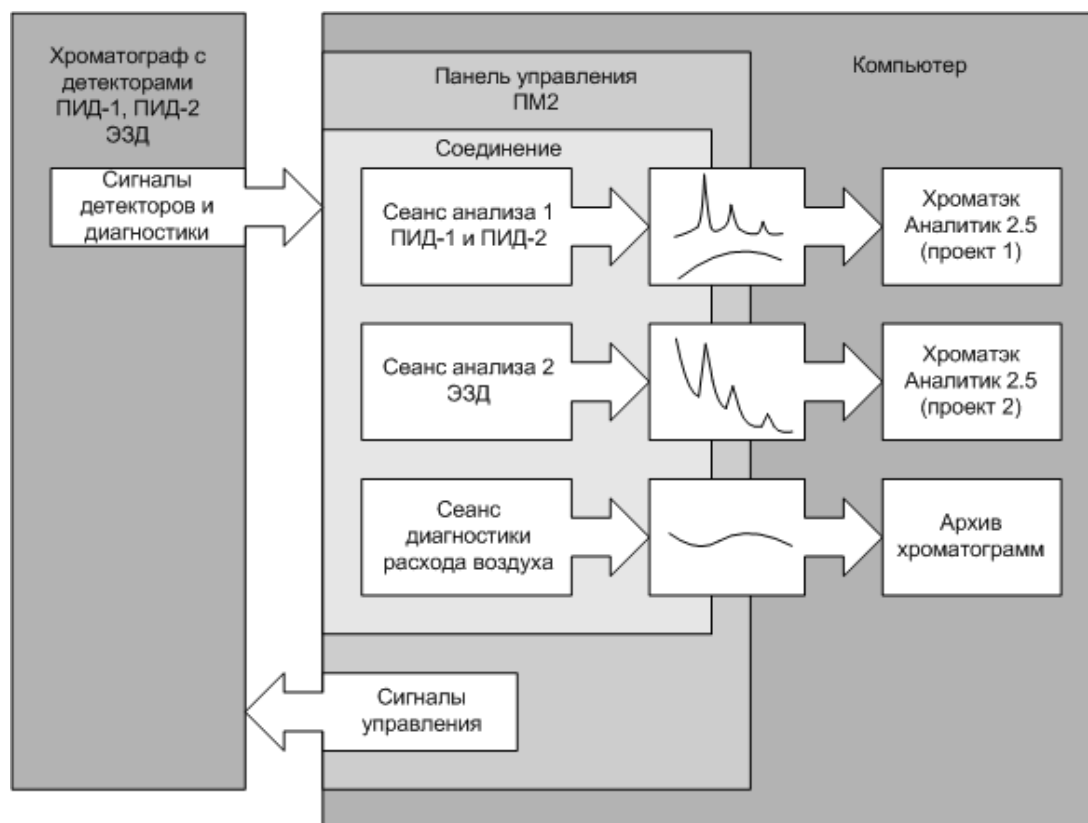 Хроматограф с
детекторами
ПИД-1, ПИД-2
ЭЗД
Сигналы
детекторов и
диагностики
Панель управления
ПМ2
Компьютер
Соединение
Сеанс анализа 1
ПИД-1 и ПИД-2
Хроматэк
Аналитик 2.5
(проект 1)
Сеанс анализа 2
ЭЗД
Хроматэк
Аналитик 2.5
(проект 2)
Сеанс
диагностики
расхода воздуха
Архив
хроматограмм
Сигналы
управления